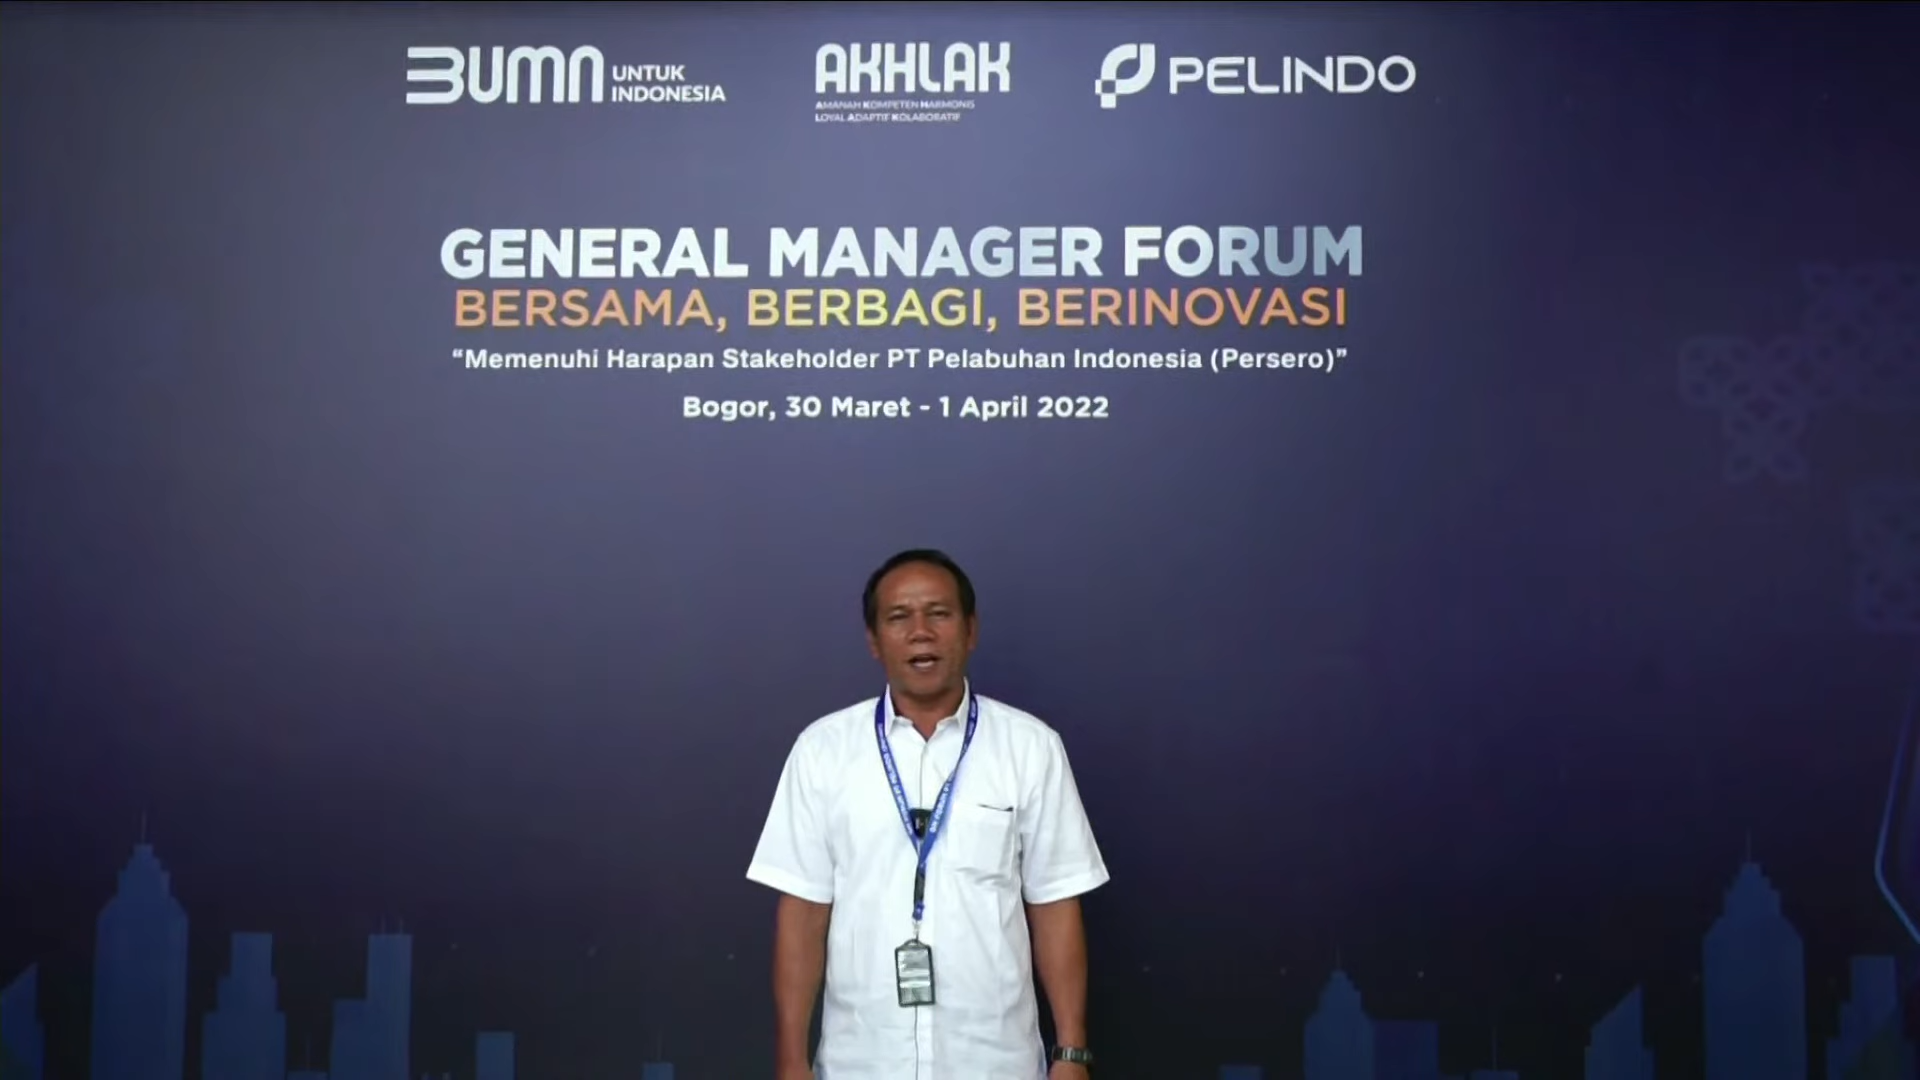 BUMN UNTUK
INDONESIA
AKHLAK
AMANAH KOMPETEN HARMONIS
LOYAL ADAPTIF KOLABORATIF
PELINDO
GENERAL MANAGER FORUM
BERSAMA, BERBAGI, BERINOVASI
“Memenuhi Harapan Stakeholder PT Pelabuhan Indonesia (Persero)”
Bogor, 30 Maret - 1 April 2022